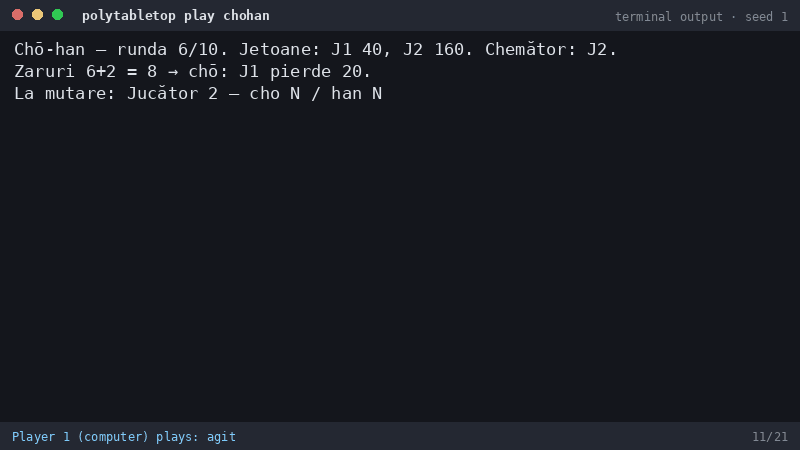 polytabletop play chohan
terminal output · seed 1
Chō-han — runda 6/10. Jetoane: J1 40, J2 160. Chemător: J2.
Zaruri 6+2 = 8 → chō: J1 pierde 20.
La mutare: Jucător 2 — cho N / han N
Player 1 (computer) plays: agit
11/21